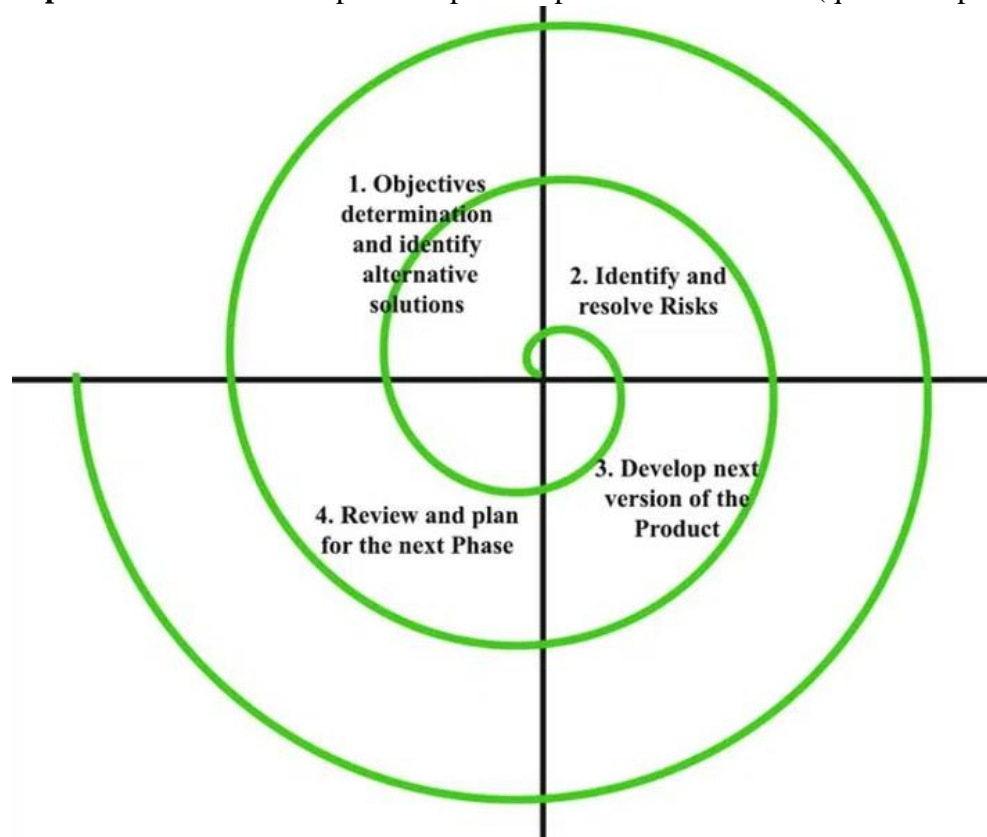 1. Objectives
determination
and identify
alternative
solutions
2. Identify and
resolve Risks
3. Develop next
version of the
Product
4. Review and plan
for the next Phase